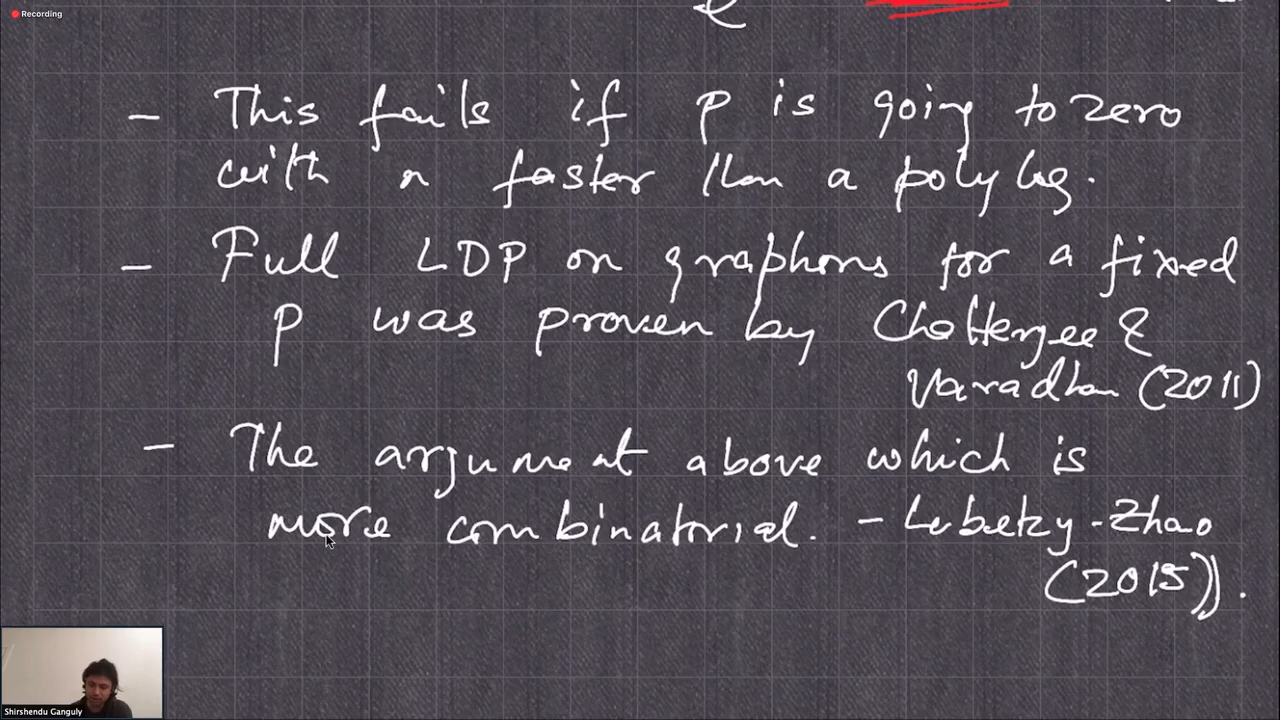 Recording
- This fails if p is going to zero
with n faster than a polylog.
- Full LDP on graphons for a fixed
p was proven by Chatterjee &
Varadhan (2011)
- The argument above which is
more combinatorial. - Lubetzky-Zhao
(2015)).
Shirshendu Ganguly